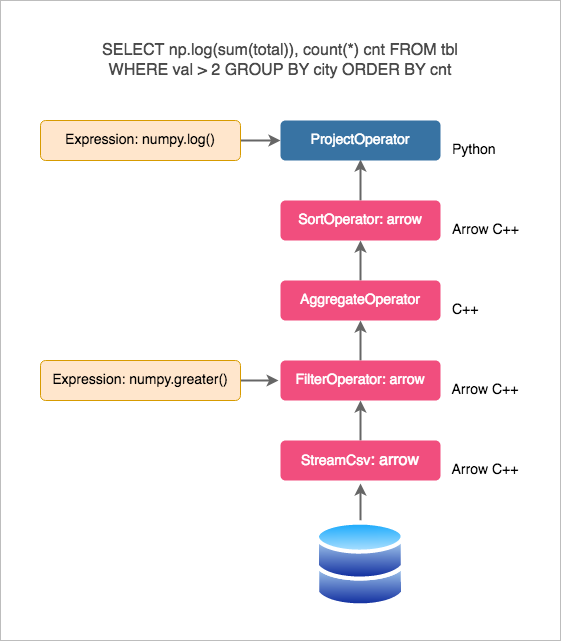 SELECT np.log(sum(total)), count(*) cnt FROM tbl
WHERE val > 2 GROUP BY city ORDER BY cnt
Expression: numpy.log()
ProjectOperator
Python
SortOperator: arrow
Arrow C++
AggregateOperator
C++
Expression: numpy.greater()
FilterOperator: arrow
Arrow C++
StreamCsv: arrow
Arrow C++